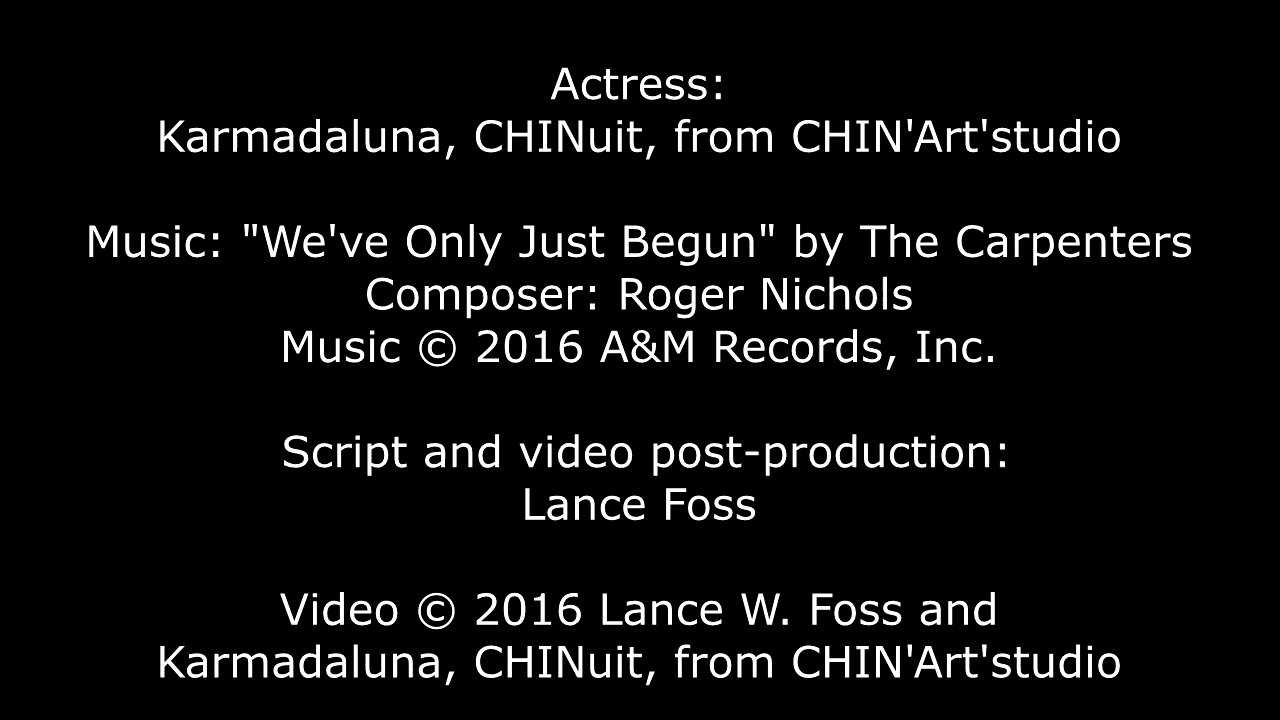 Actress:
Karmadaluna, CHINuit, from CHIN'Art'studio
Music: "We've Only Just Begun" by The Carpenters
Composer: Roger Nichols
Music © 2016 A&M Records, Inc.
Script and video post-production:
Lance Foss
Video © 2016 Lance W. Foss and
Karmadaluna, CHINuit, from CHIN'Art'studio